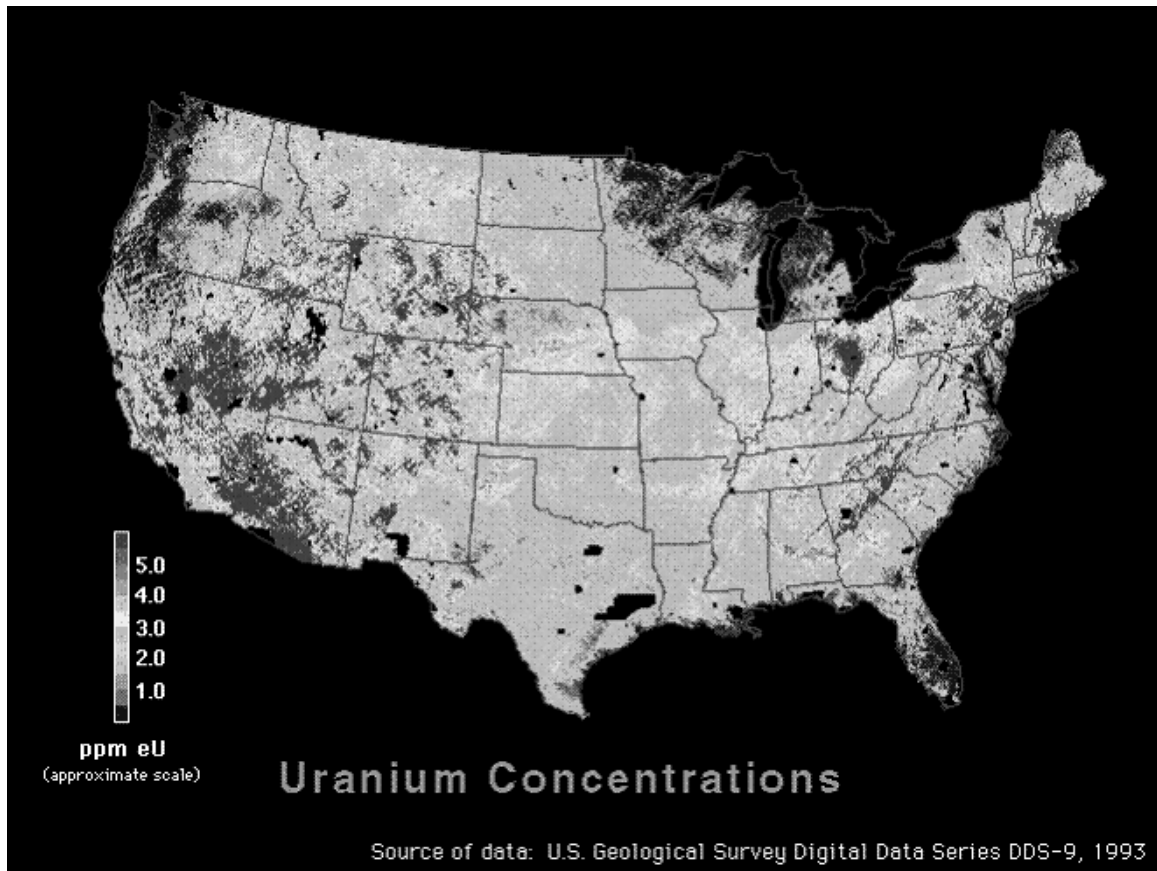 5.0
4.0
3.0
2.0
1.0
ppm eU
(approximate scale)
Uranium Concentrations
Source of data: U.S. Geological Survey Digital Data Series DDS-9, 1993